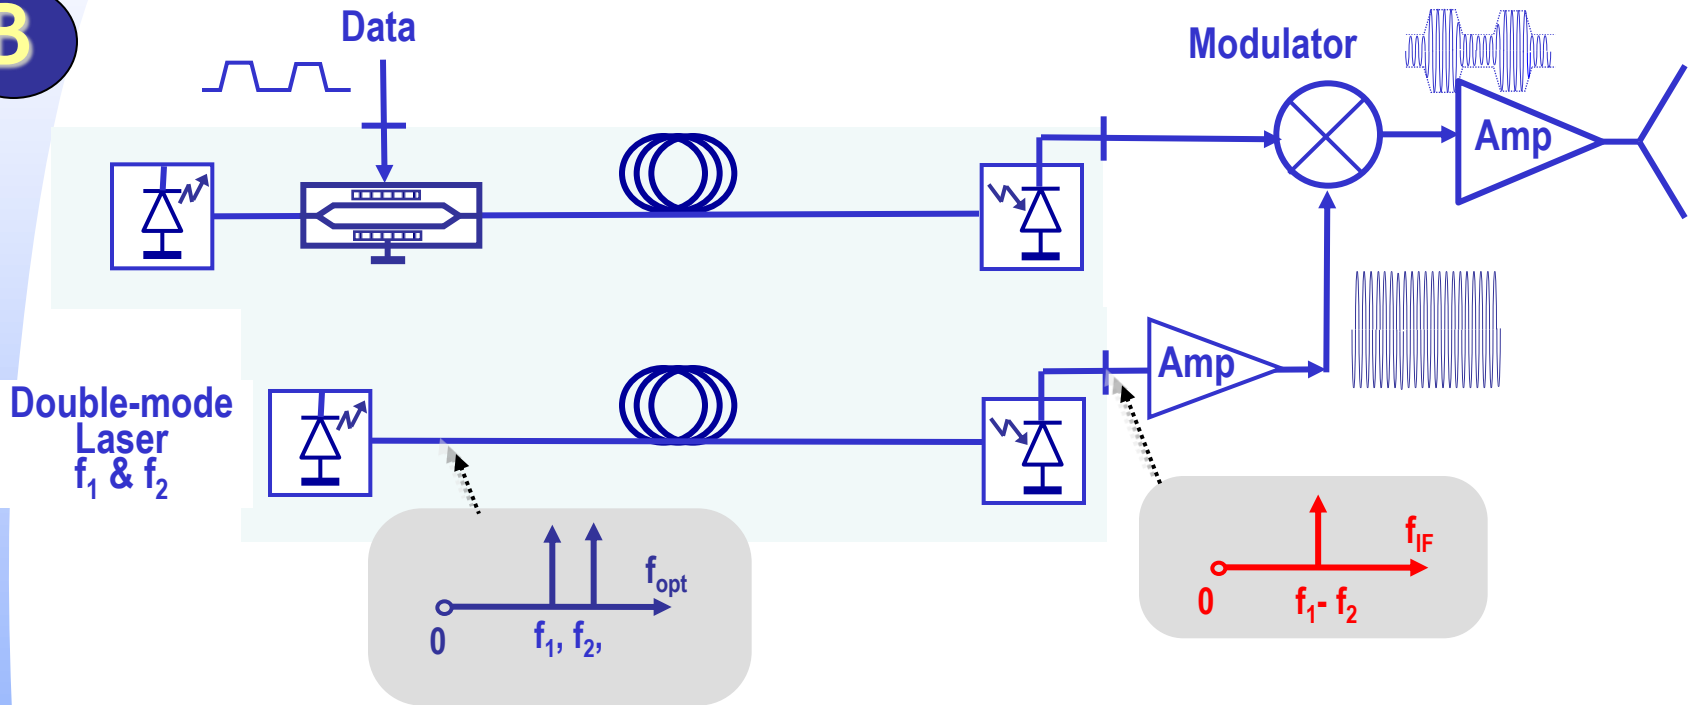 B
Data
Modulator
Amp
Amp
Double-mode
Laser
f1 & f2
fopt
0
f1, f2,
fIF
0
f1- f2